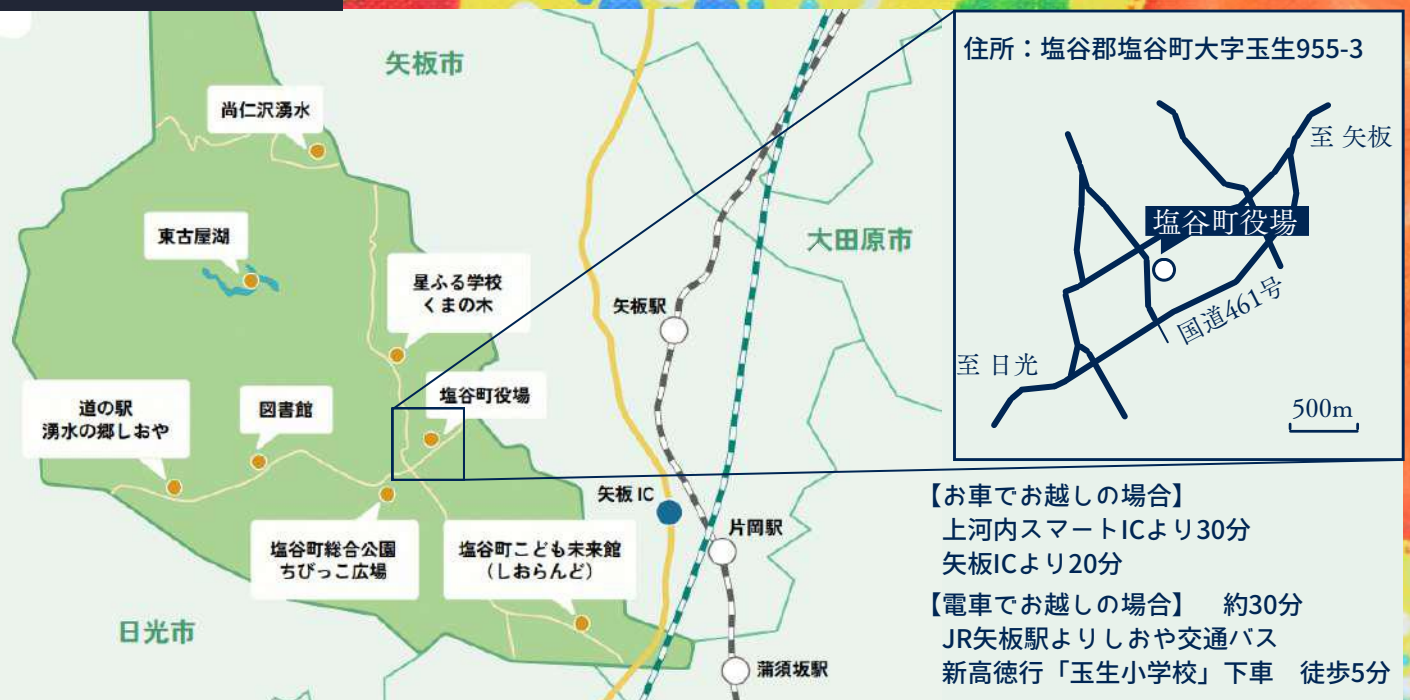 矢板市
尚仁沢湧水
東古屋湖
星ふる学校
くまの木
大田原市
矢板駅
塩谷町役場
道の駅
湧水の郷しおや
図書館
矢板 IC
片岡駅
塩谷町総合公園
ちびっこ広場
塩谷町こども未来館
（しおらんど）
日光市
蒲須坂駅
住所：塩谷郡塩谷町大字玉生955-3
至 矢板
塩谷町役場
国道461号
至 日光
500m
【お車でお越しの場合】
上河内スマートICより30分
矢板ICより20分
【電車でお越しの場合】　約30分
JR矢板駅よりしおや交通バス
新高徳行「玉生小学校」下車　徒歩5分